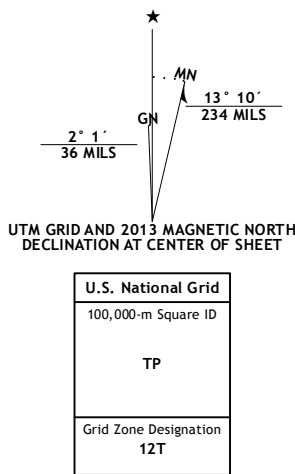 ★
MN
GN
13° 10´
234 MILS
2° 1´
36 MILS
UTM GRID AND 2013 MAGNETIC NORTH
DECLINATION AT CENTER OF SHEET
U.S. National Grid
100,000-m Square ID
TP
Grid Zone Designation
12T